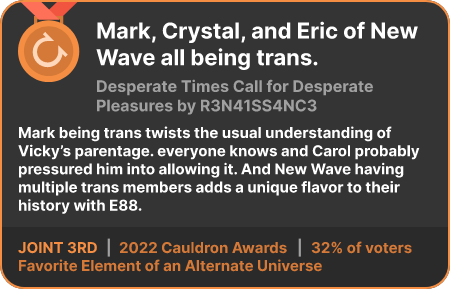 Mark, Crystal, and Eric of New
Wave all being trans.
Desperate Times Call for Desperate
Pleasures by R3N41SS4NC3
Mark being trans twists the usual understanding of
Vicky's parentage. everyone knows and Carol probably
pressured him into allowing it. And New Wave having
multiple trans members adds a unique flavor to their
history with E88.
JOINT 3RD | 2022 Cauldron Awards | 32% of voters
Favorite Element of an Alternate Universe